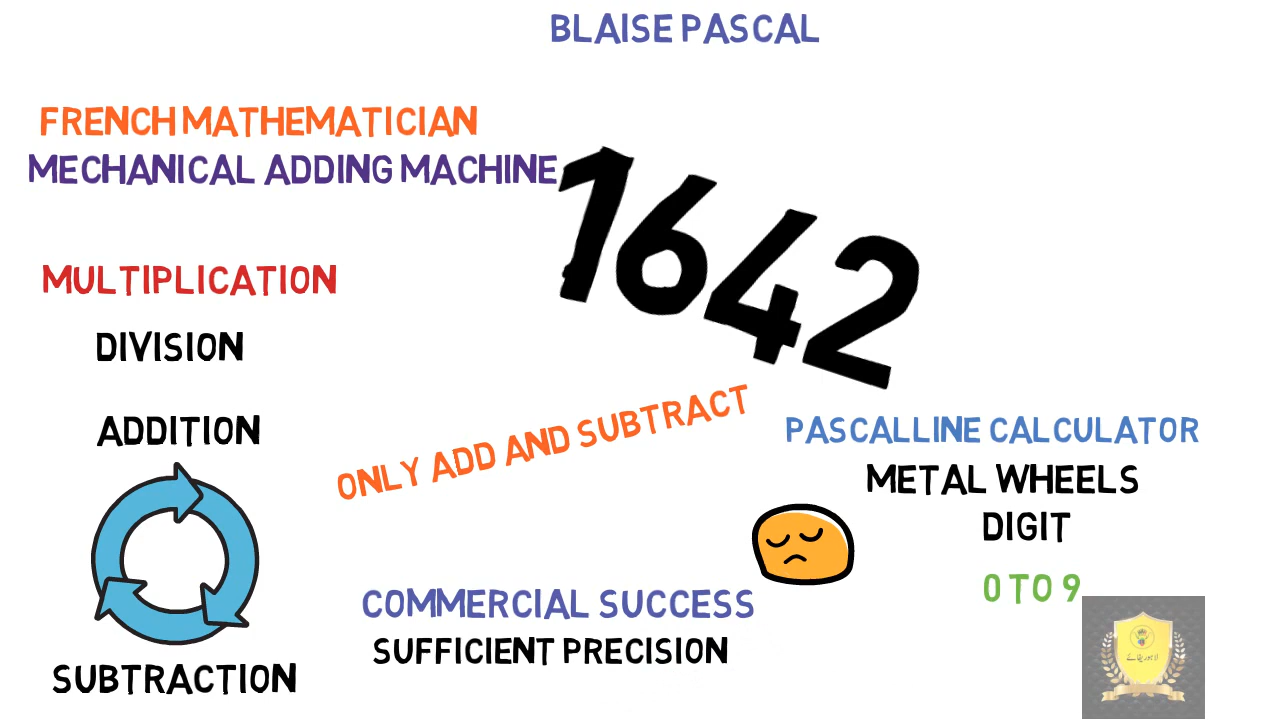 BLAISE PASCAL
FRENCH MATHEMATICIAN
MECHANICAL ADDING MACHINE
1642
MULTIPLICATION
DIVISION
ADDITION
ONLY ADD AND SUBTRACT
PASCALLINE CALCULATOR
METAL WHEELS
DIGIT
0 TO 9
COMMERCIAL SUCCESS
SUFFICIENT PRECISION
SUBTRACTION